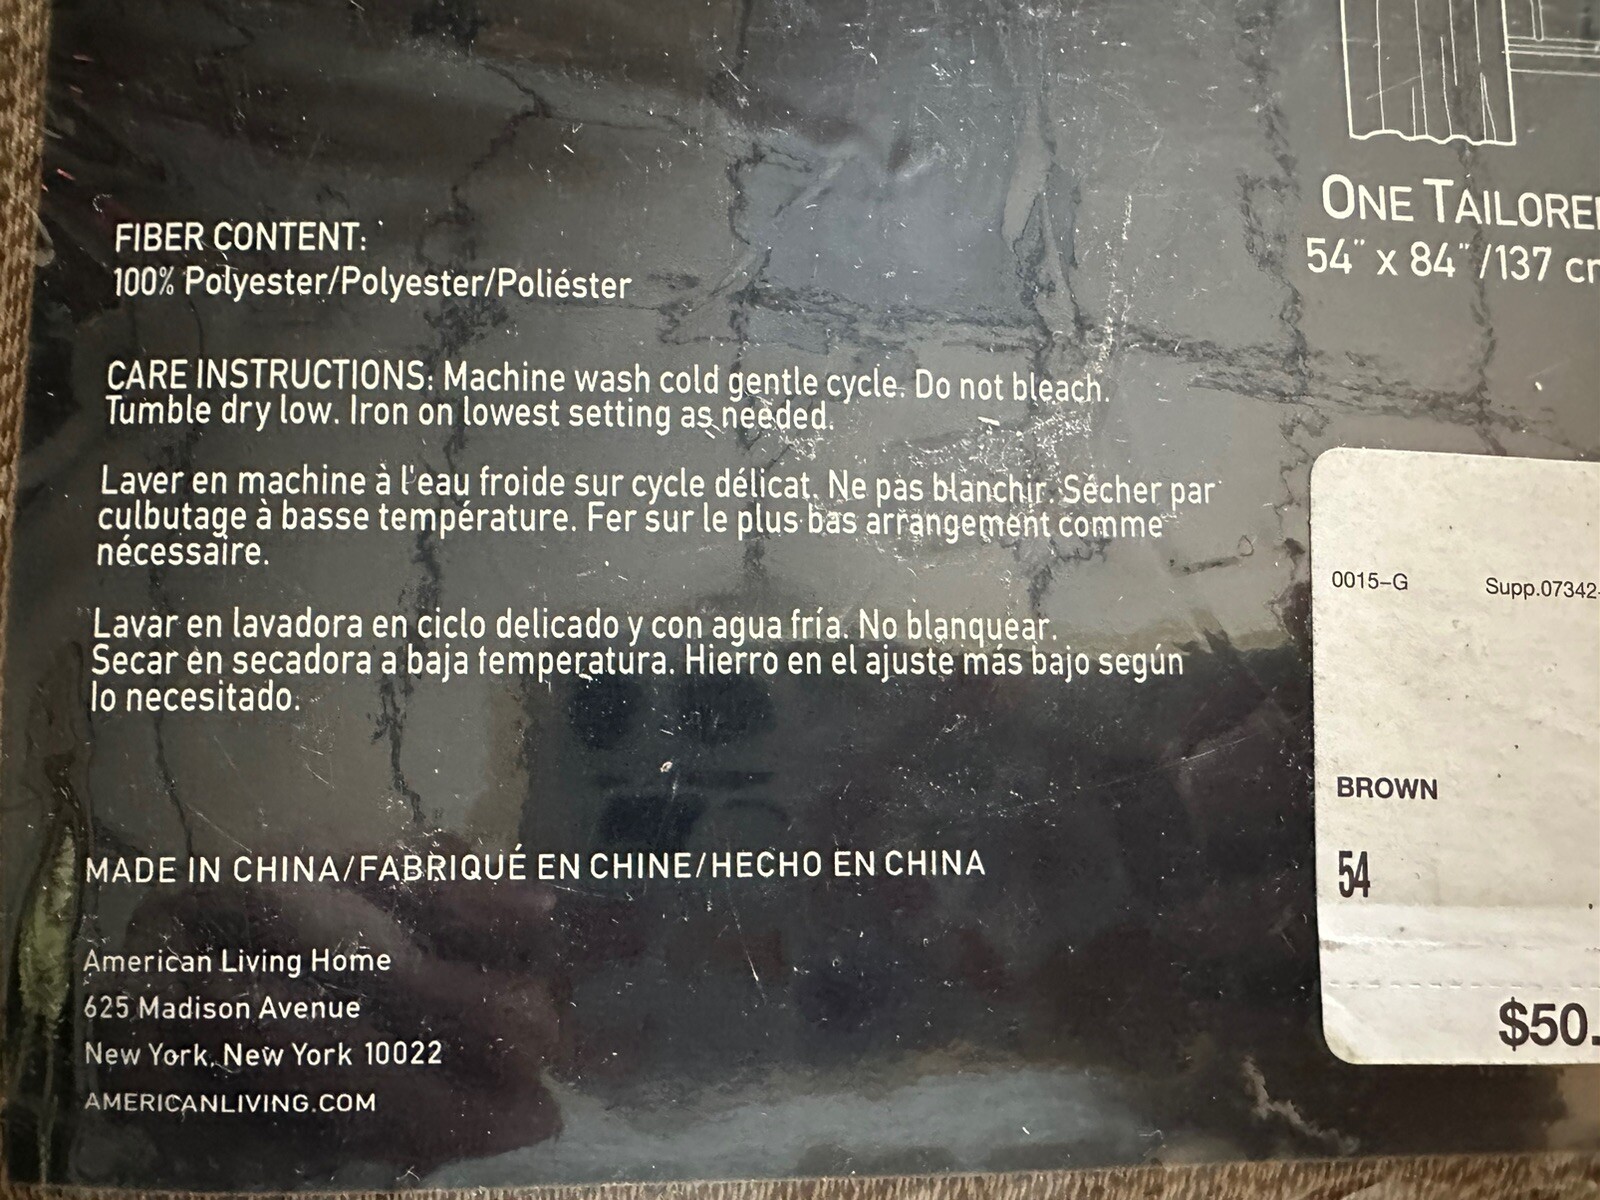 FIBER CONTENT:
100% Polyester/Polyester/Poliéster
CARE INSTRUCTIONS: Machine wash cold gentle cycle. Do not bleach.
Tumble dry low. Iron on lowest setting as needed.
Laver en machine à l'eau froide sur cycle délicat. Ne pas blanchir. Sécher par
culbutage à basse température. Fer sur le plus bas arrangement comme
nécessaire.
Lavar en lavadora en ciclo delicado y con agua fría. No blanquear.
Secar en secadora a baja temperatura. Hierro en el ajuste más bajo según
lo necesitado.
MADE IN CHINA/FABRIQUÉ EN CHINE/HECHO EN CHINA
American Living Home
625 Madison Avenue
New York, New York 10022
AMERICANLIVING.COM
ONE TAILORE
54" x 84"/137 c
0015-G Supp.07342-
BROWN
54
$50.